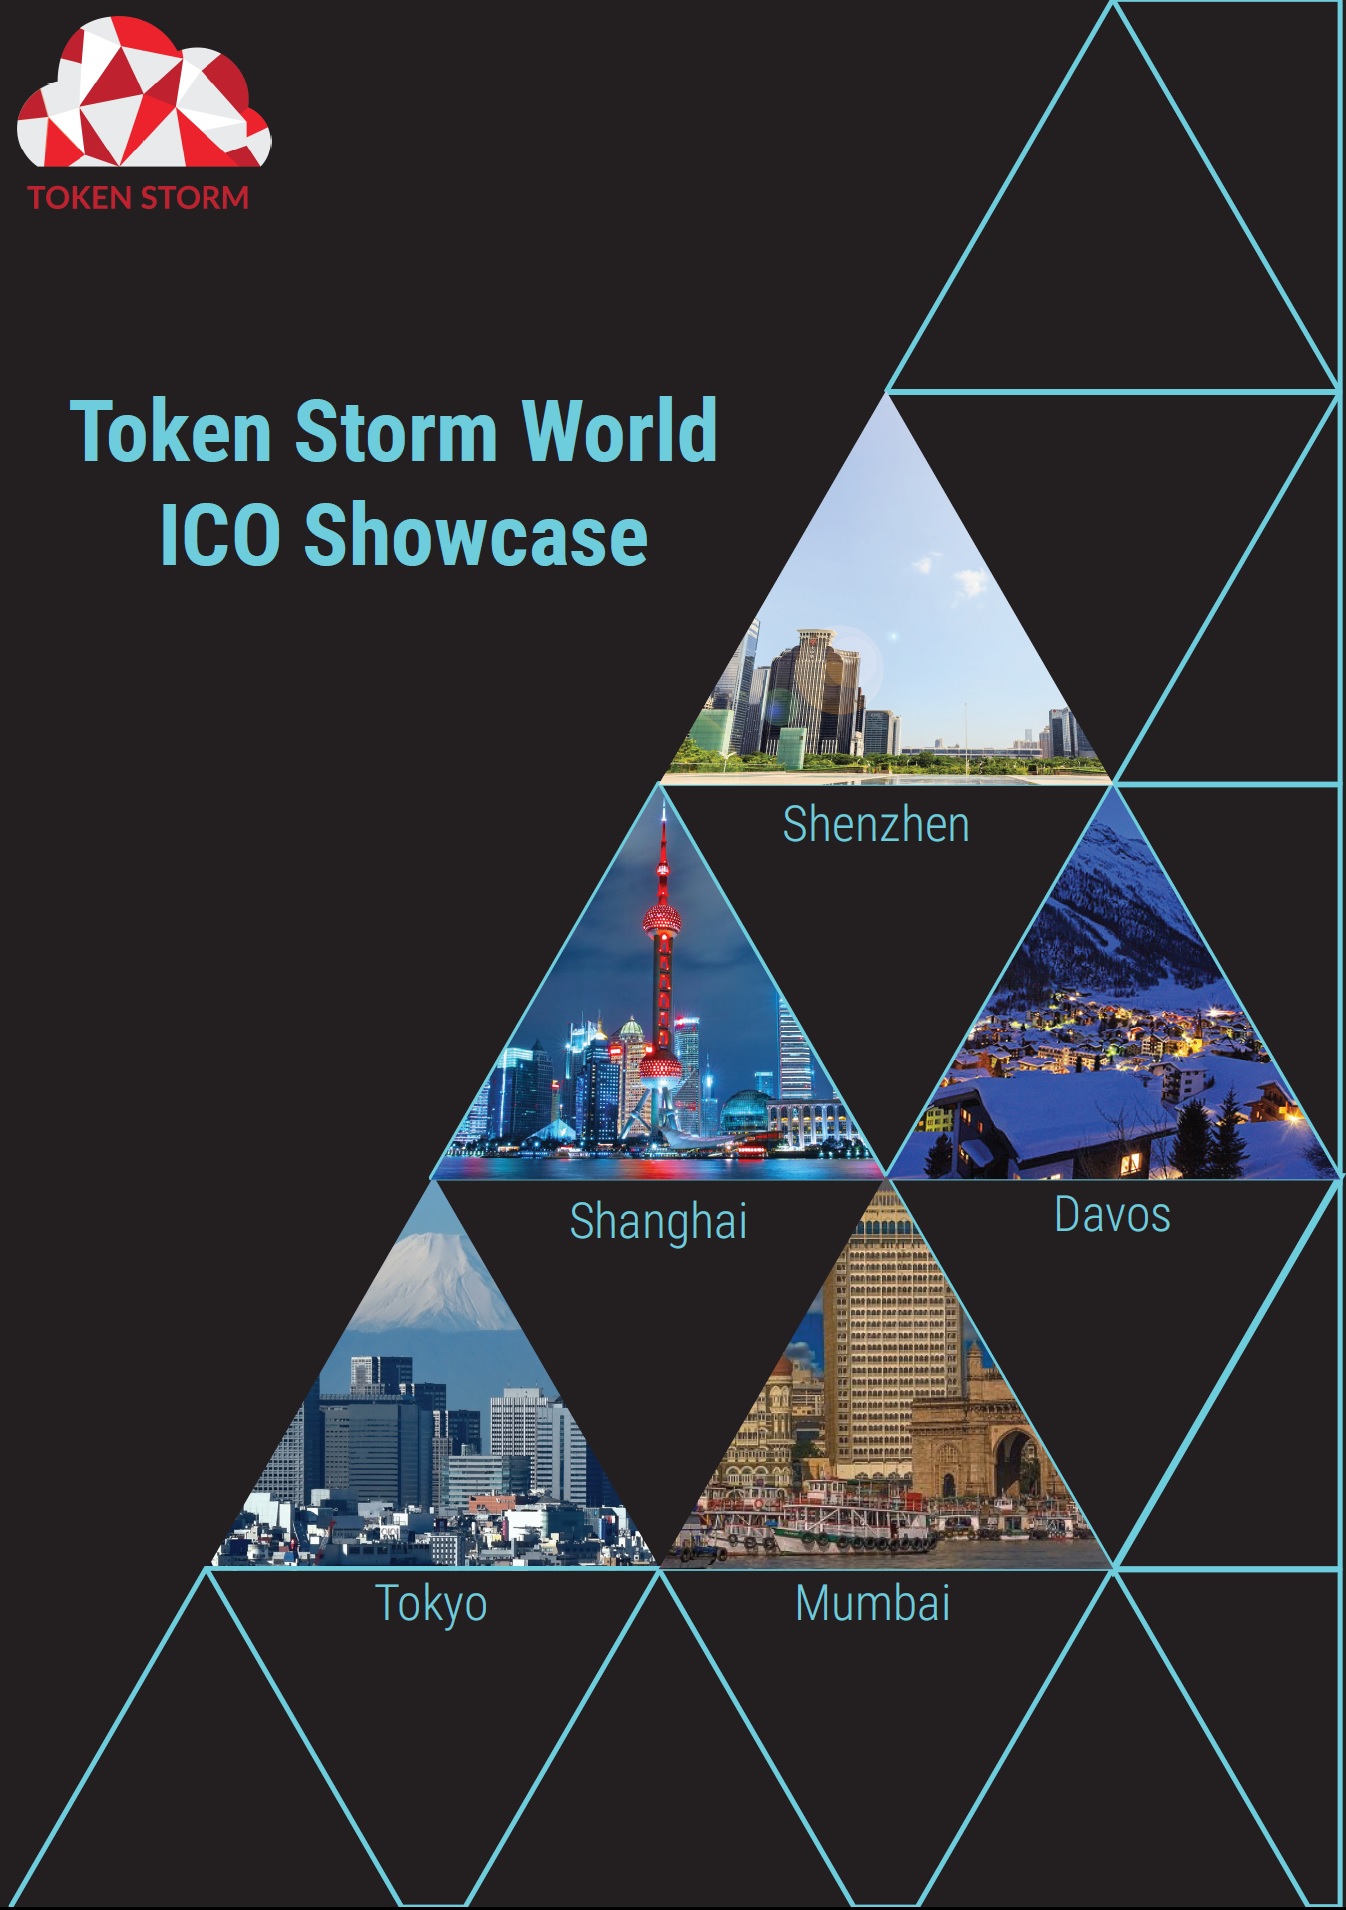 TOKEN STORM
Token Storm World
ICO Showcase
Shenzhen
Shanghai
Davos
Tokyo
Mumbai